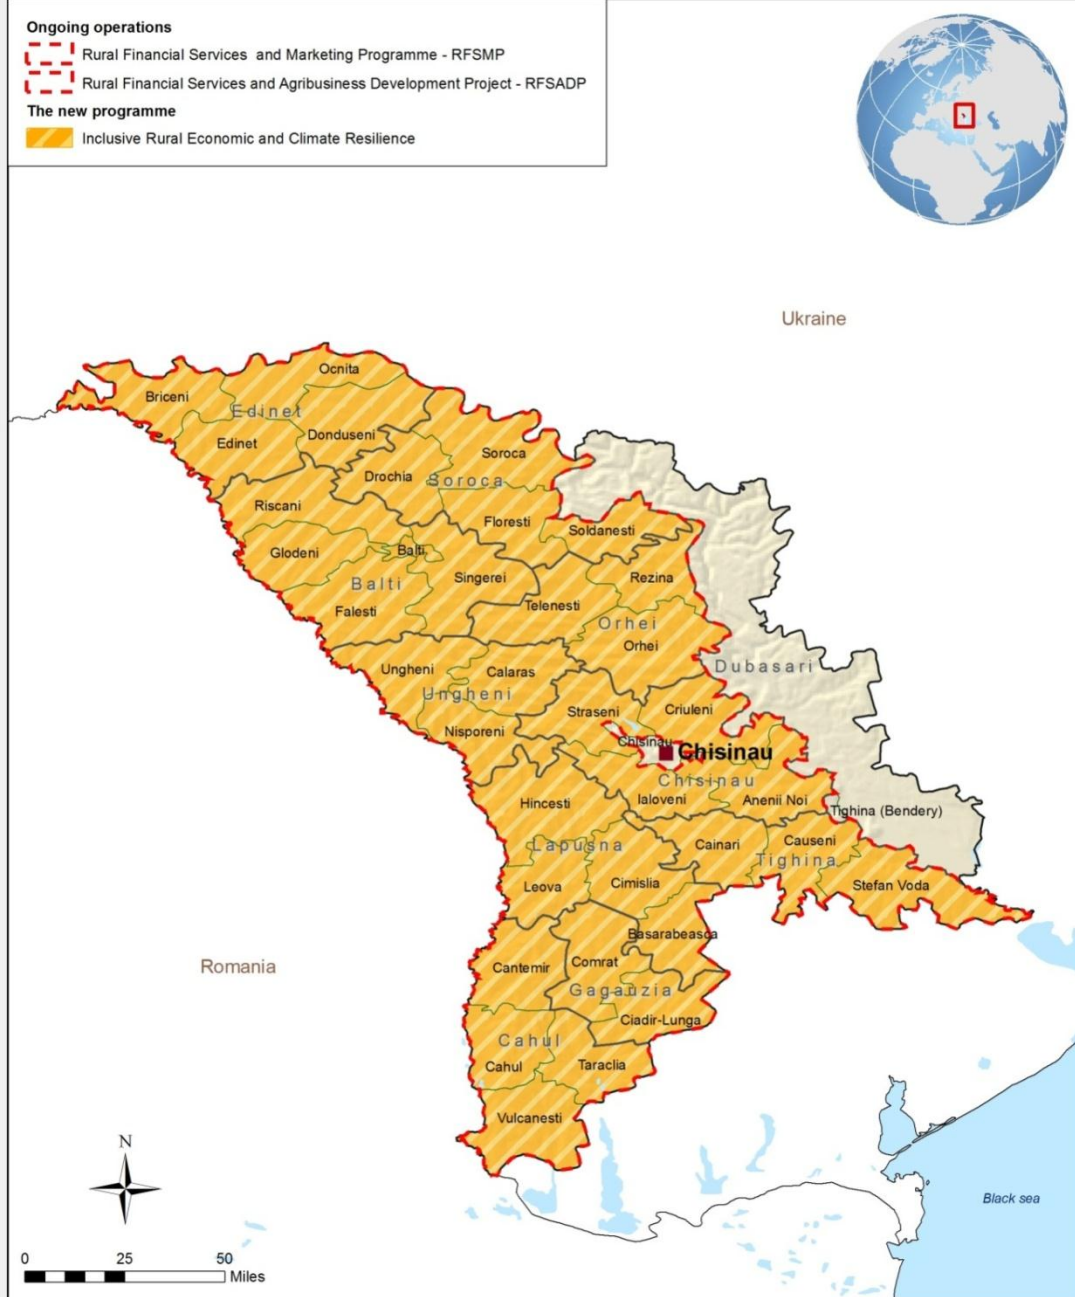 Ongoing operations
Rural Financial Services and Marketing Programme - RFSMP
Rural Financial Services and Agribusiness Development Project - RFSADP
The new programme
Inclusive Rural Economic and Climate Resilience
Ukraine
Ocnita
Briceni
Edinet
Edinet
Donduseni
Soroca
Drochia
Soroca
Riscani
Floresti
Soldanesti
Glodeni
Balti
Singerei
Rezina
Balti
Falesti
Telenesti
Orhei
Orhei
Dubasari
Ungheni
Calaras
Ungheni
Straseni
Criuleni
Nisporeni
Chisinau
Chisinau
Chisinau
Ialoveni
Anenii Noi
Hincesti
Tighina (Bendery)
Lapusna
Cainari
Causeni
Tighina
Leova
Cimislia
Stefan Voda
Basarabeasca
Romania
Cantemir
Comrat
Gagauzia
Ciadir-Lunga
Cahul
Cahul
Taraclia
Vulcanesti
N
Black sea
0 25 50
Miles